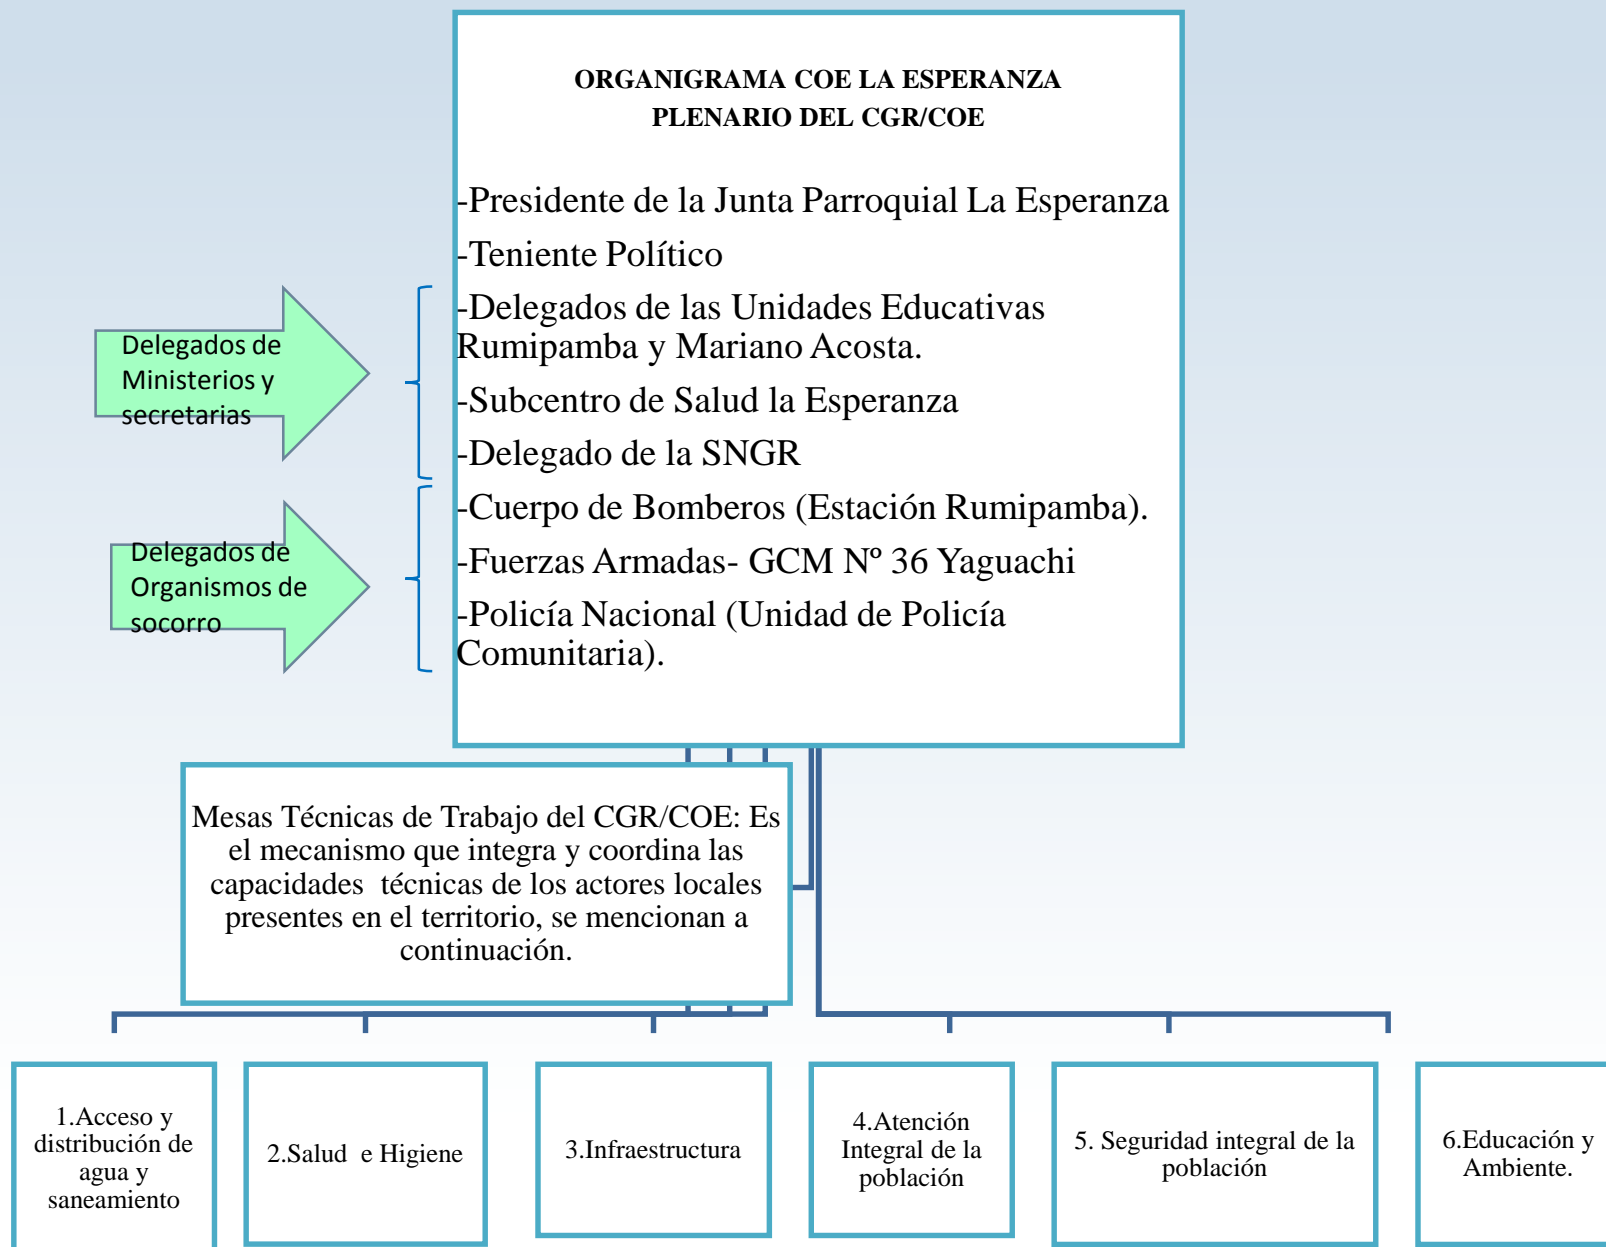 ORGANIGRAMA COE LA ESPERANZA
PLENARIO DEL CGR/COE
-Presidente de la Junta Parroquial La Esperanza
-Teniente Político
-Delegados de las Unidades Educativas
Rumipamba y Mariano Acosta.
-Subcentro de Salud la Esperanza
-Delegado de la SNGR
-Cuerpo de Bomberos (Estación Rumipamba).
-Fuerzas Armadas- GCM Nº 36 Yaguachi
-Policía Nacional (Unidad de Policía
Comunitaria).
Delegados de
Ministerios y
secretarias
Delegados de
Organismos de
socorro
Mesas Técnicas de Trabajo del CGR/COE: Es
el mecanismo que integra y coordina las
capacidades  técnicas de los actores locales
presentes en el territorio, se mencionan a
continuación.
1.Acceso y
distribución de
agua y
saneamiento
2.Salud  e Higiene
3.Infraestructura
4.Atención
Integral de la
población
5. Seguridad integral de la
población
6.Educación y
Ambiente.